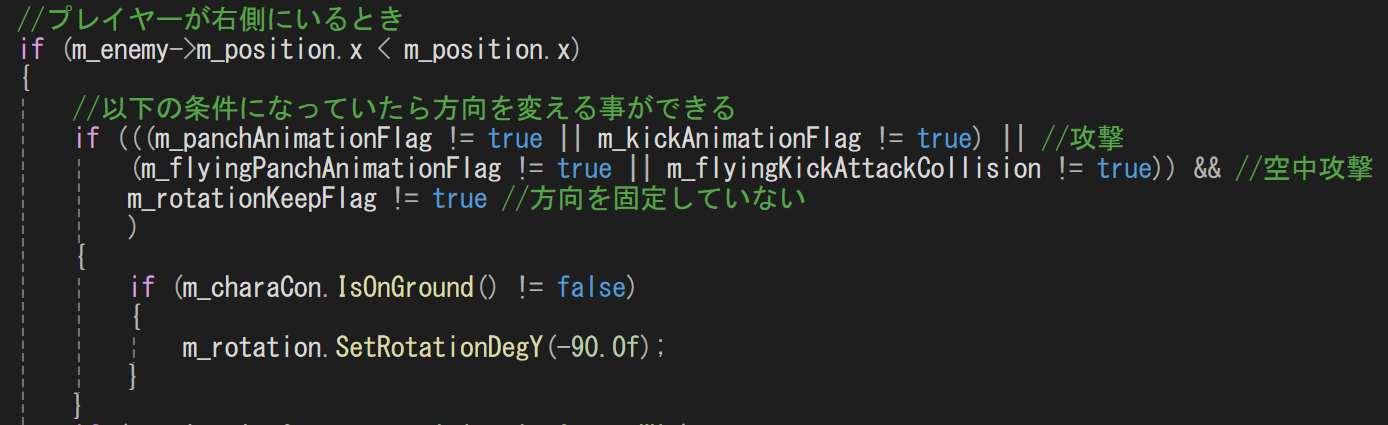 //プレイヤーが右側にいるとき
if (m_enemy->m_position.x < m_position.x)
{
//以下の条件になっていたら方向を変える事ができる
if (((m_panchAnimationFlag != true || m_kickAnimationFlag != true) || //攻撃
(m_flyingPanchAnimationFlag != true || m_flyingKickAttackCollision != true)) && //空中攻撃
m_rotationKeepFlag != true //方向を固定していない
)
{
if (m_charaCon.IsOnGround() != false)
{
m_rotation.SetRotationDegY(-90.0f);
}
}